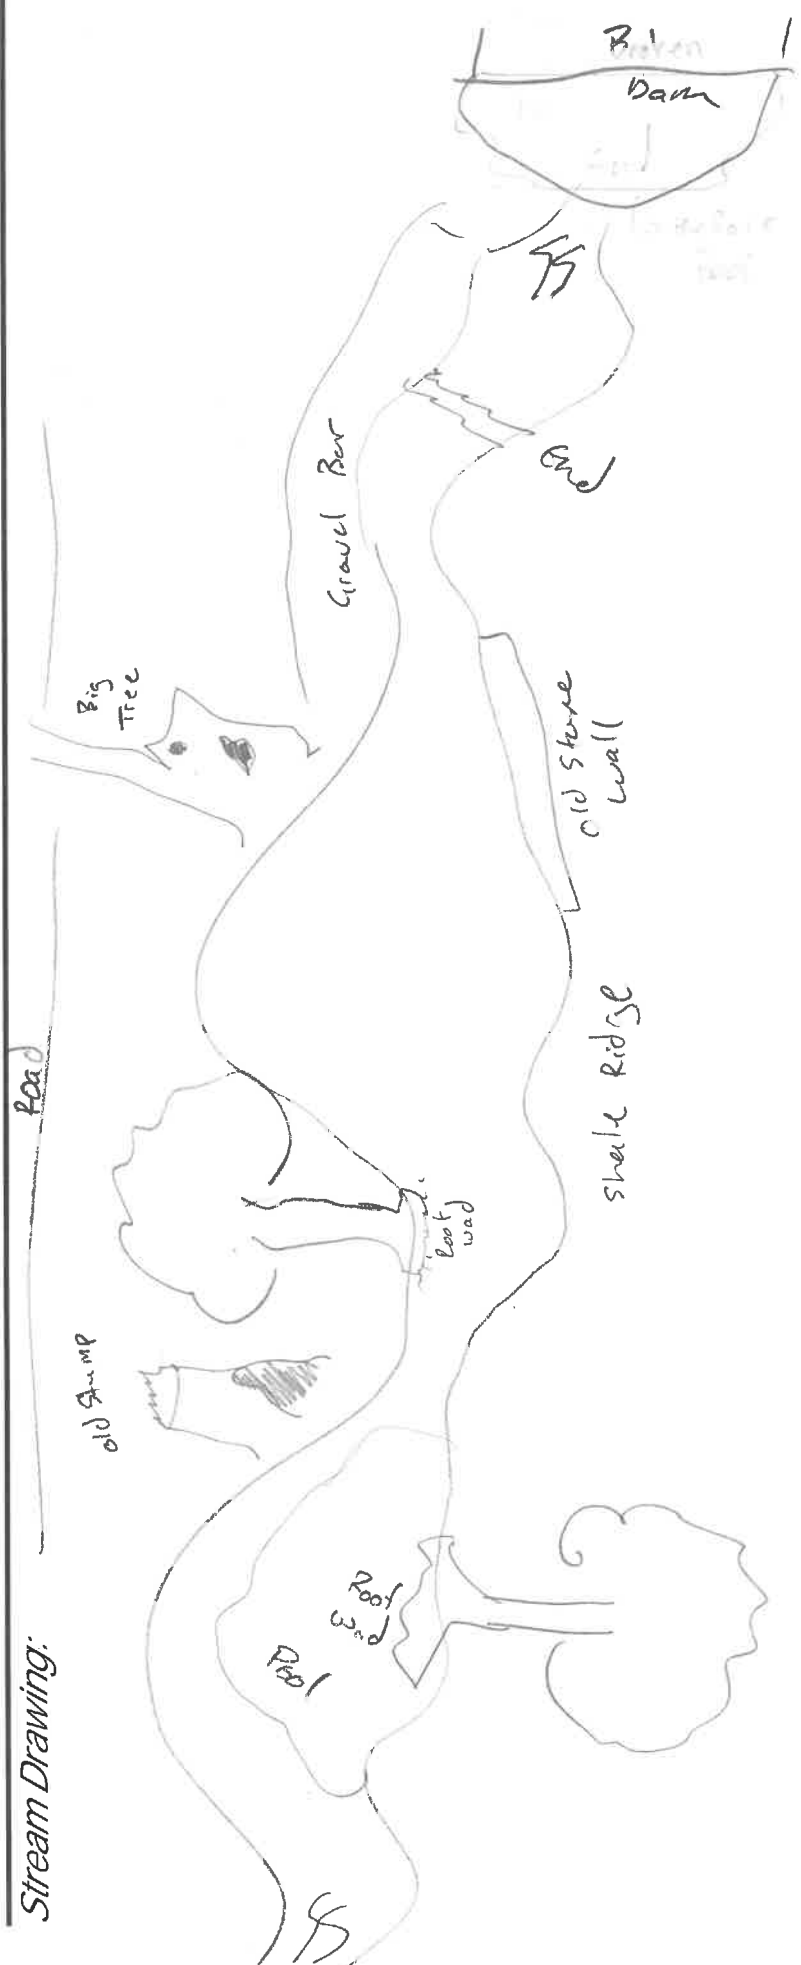 Stream Drawing:
Road
old Stump
Big
Tree
Root
wad
Pool
Root
wad
Gravel Bar
End
old Stone
wall
Shale Ridge
Dam